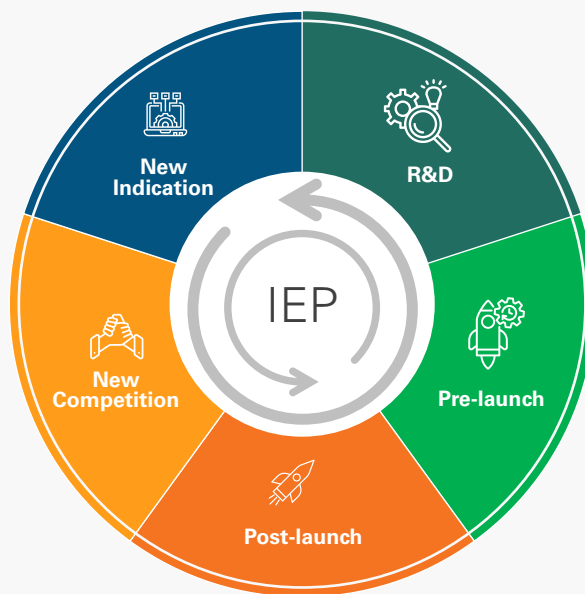 New
Indication
R&D
IEP
New
Competition
Pre-launch
Post-launch